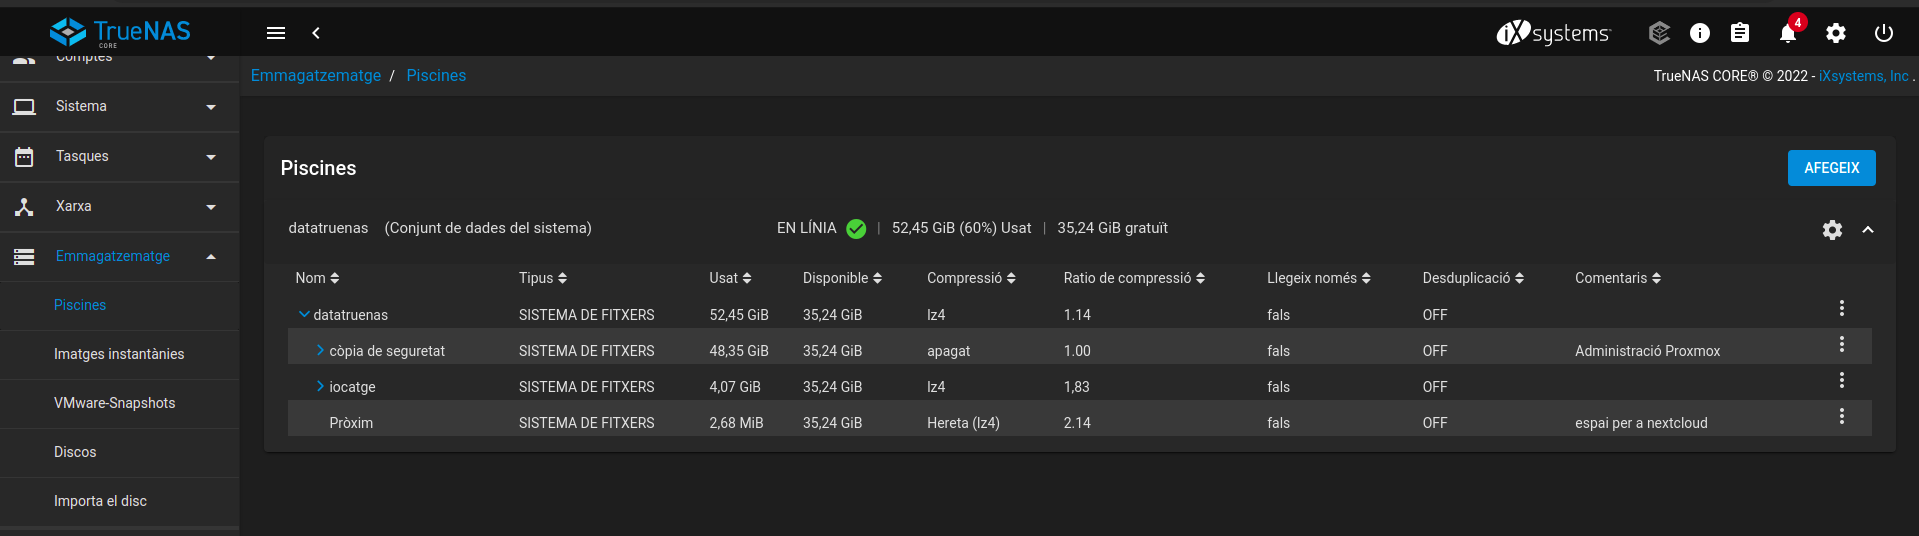 TrueNAS
CORE
iXsystems
4
Comptes
Emmagatzematge / Piscines
TrueNAS CORE® © 2022 - iXsystems, Inc .
Sistema
Tasques
Xarxa
Emmagatzematge
Piscines
Imatges instantànies
VMware-Snapshots
Discos
Importa el disc
Piscines
AFEGEIX
datatruenas (Conjunt de dades del sistema) EN LÍNIA | 52,45 GiB (60%) Usat | 35,24 GiB gratuït
Nom Tipus Usat Disponible Compressió Ratio de compressió Llegeix només Desduplicació Comentaris
datatruenas SISTEMA DE FITXERS 52,45 GiB 35,24 GiB lz4 1.14 fals OFF
còpia de seguretat SISTEMA DE FITXERS 48,35 GiB 35,24 GiB apagat 1.00 fals OFF Administració Proxmox
iocatge SISTEMA DE FITXERS 4,07 GiB 35,24 GiB lz4 1,83 fals OFF
Pròxim SISTEMA DE FITXERS 2,68 MiB 35,24 GiB Hereta (lz4) 2.14 fals OFF espai per a nextcloud